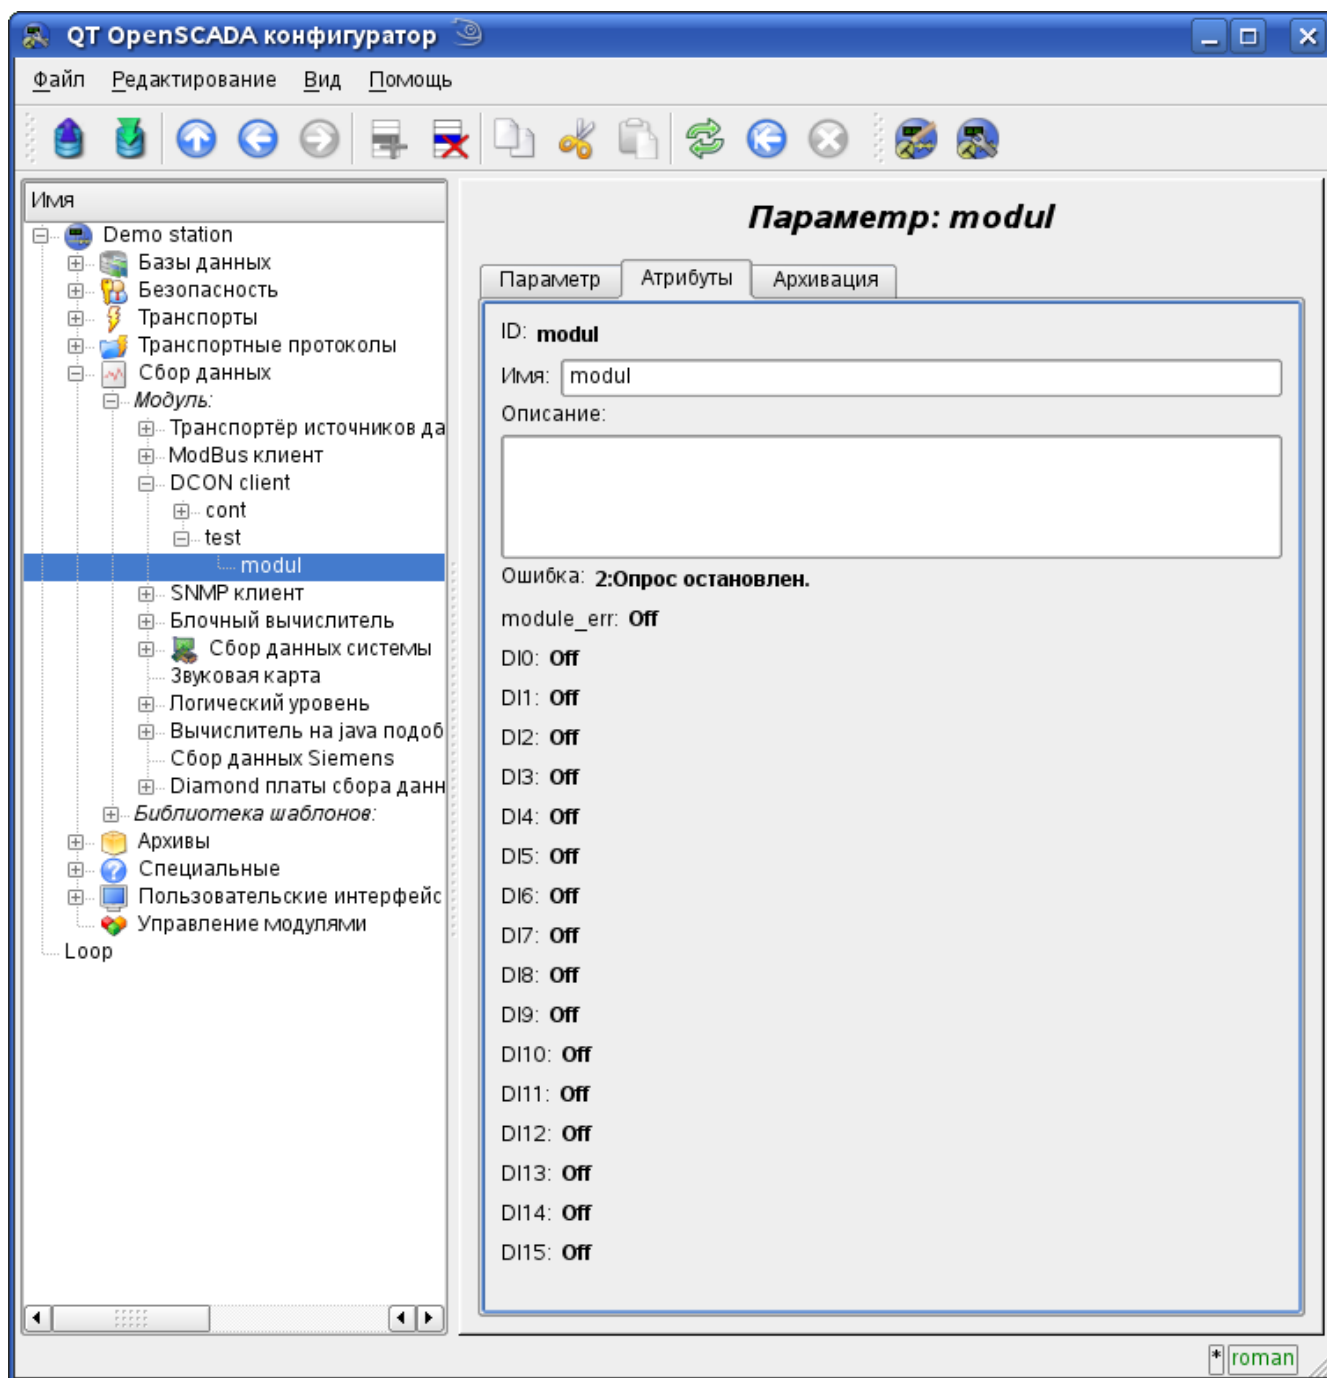 QT OpenSCADA конфигуратор
Файл Редактирование Вид Помощь
Имя
Demo station
Базы данных
Безопасность
Транспорты
Транспортные протоколы
Сбор данных
Модуль:
Транспортёр источников да
ModBus клиент
DCON client
cont
test
modul
SNMP клиент
Блочный вычислитель
Сбор данных системы
Звуковая карта
Логический уровень
Вычислитель на java подоб
Сбор данных Siemens
Diamond платы сбора данн
Библиотека шаблонов:
Архивы
Специальные
Пользовательские интерфейс
Управление модулями
Loop
Параметр: modul
Параметр Атрибуты Архивация
ID: modul
Имя: modul
Описание:
Ошибка: 2:Опрос остановлен.
module_err: Off
DI0: Off
DI1: Off
DI2: Off
DI3: Off
DI4: Off
DI5: Off
DI6: Off
DI7: Off
DI8: Off
DI9: Off
DI10: Off
DI11: Off
DI12: Off
DI13: Off
DI14: Off
DI15: Off
* roman